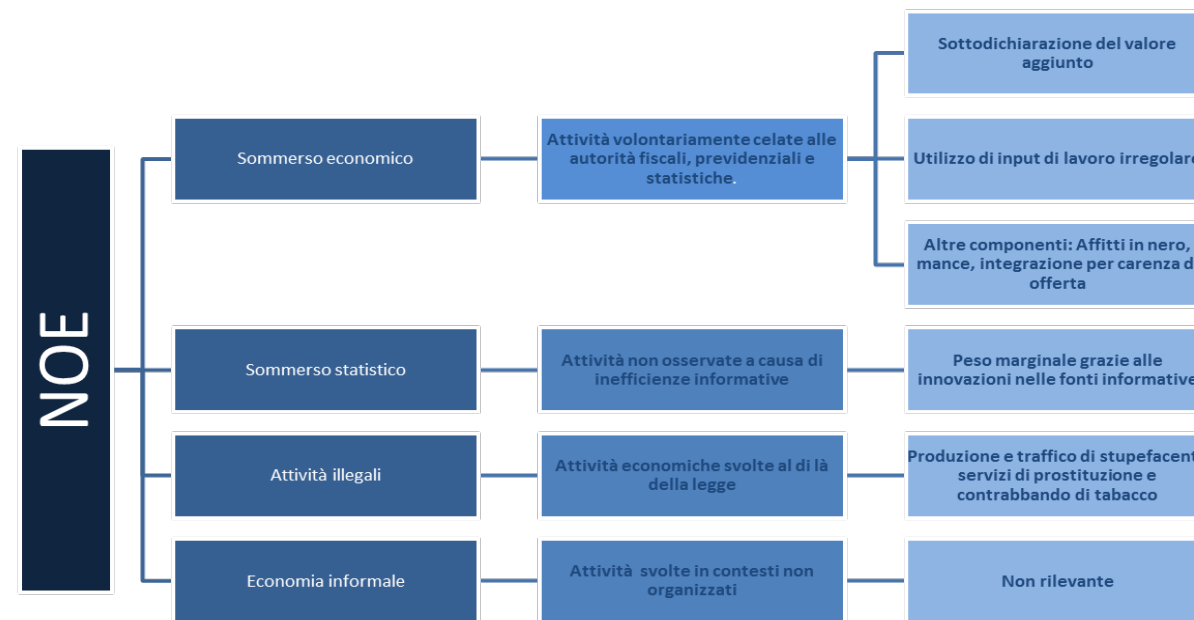 NOE
Sommerso economico
Attività volontariamente celate alle
autorità fiscali, previdenziali e
statistiche.
Sottodichiarazione del valore
aggiunto
Utilizzo di input di lavoro irregolare
Altre componenti: Affitti in nero,
mance, integrazione per carenza d
offerta
Sommerso statistico
Attività non osservate a causa di
inefficienze informative
Peso marginale grazie alle
innovazioni nelle fonti informative
Attività illegali
Attività economiche svolte al di là
della legge
Produzione e traffico di stupefacent
servizi di prostituzione e
contrabbando di tabacco
Economia informale
Attività svolte in contesti non
organizzati
Non rilevante